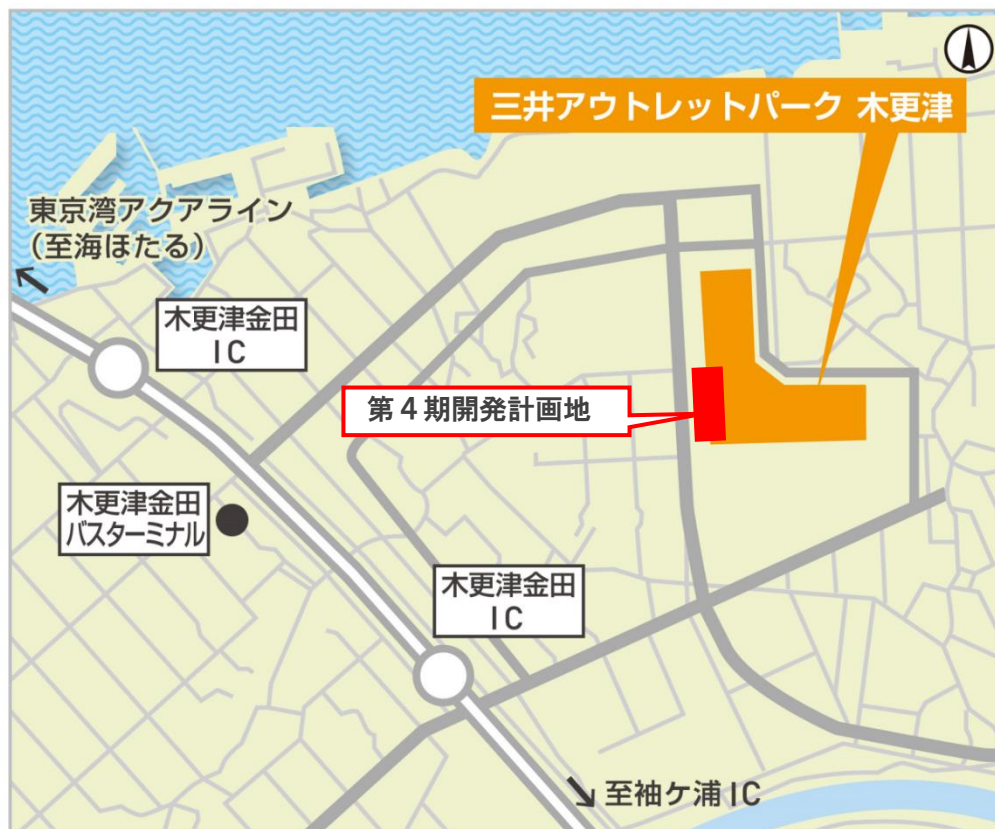 三井アウトレットパーク 木更津
東京湾アクアライン
(至海ほたる)
木更津金田
IC
第4期開発計画地
木更津金田
バスターミナル
木更津金田
IC
至袖ケ浦IC